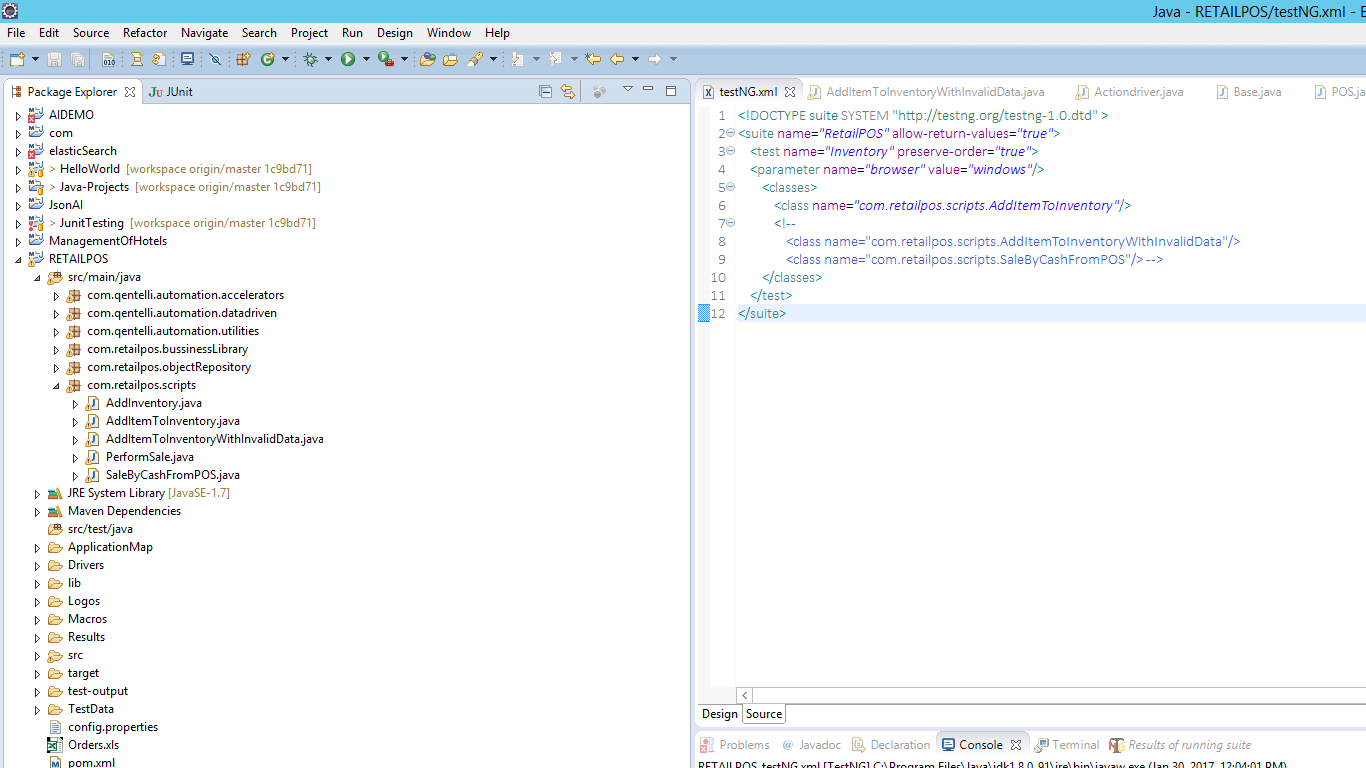 Java - RETAILPOS/testNG.xml - E
File Edit Source Refactor Navigate Search Project Run Design Window Help
Package Explorer JUnit
AIDEMO
com
elasticSearch
> HelloWorld [workspace origin/master 1c9bd71]
> Java-Projects [workspace origin/master 1c9bd71]
JsonAI
> JunitTesting [workspace origin/master 1c9bd71]
ManagementOfHotels
RETAILPOS
src/main/java
com.qentelli.automation.accelerators
com.qentelli.automation.datadriven
com.qentelli.automation.utilities
com.retailpos.bussinessLibrary
com.retailpos.objectRepository
com.retailpos.scripts
AddInventory.java
AddItemToInventory.java
AddItemToInventoryWithInvalidData.java
PerformSale.java
SaleByCashFromPOS.java
JRE System Library [JavaSE-1.7]
Maven Dependencies
src/test/java
ApplicationMap
Drivers
lib
Logos
Macros
Results
src
target
test-output
TestData
config.properties
Orders.xls
pom.xml
testNG.xml AddItemToInventoryWithInvalidData.java Actiondriver.java Base.java POS.ja
1 <!DOCTYPE suite SYSTEM "http://testng.org/testng-1.0.dtd" >
2 <suite name="RetailPOS" allow-return-values="true">
3 <test name="Inventory" preserve-order="true">
4 <parameter name="browser" value="windows"/>
5 <classes>
6 <class name="com.retailpos.scripts.AddItemToInventory"/>
7 <!--
8 <class name="com.retailpos.scripts.AddItemToInventoryWithInvalidData"/>
9 <class name="com.retailpos.scripts.SaleByCashFromPOS"/> -->
10 </classes>
11 </test>
12 </suite>
Design Source
Problems @ Javadoc Declaration Console Terminal Results of running suite
RETAILPOS_testNG.xml [TestNG] C:\Program Files\Java\jdk1.8.0_91\jre\bin\javaw.exe (Jan 30, 2017, 12:04:01 PM)